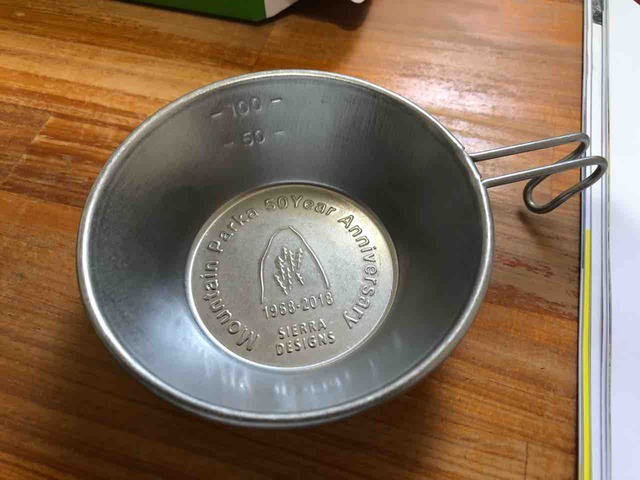 - 100 -
- 50 -
Mountain Parka 50Year Anniversary
1968-2018
SIERRA
DESIGNS